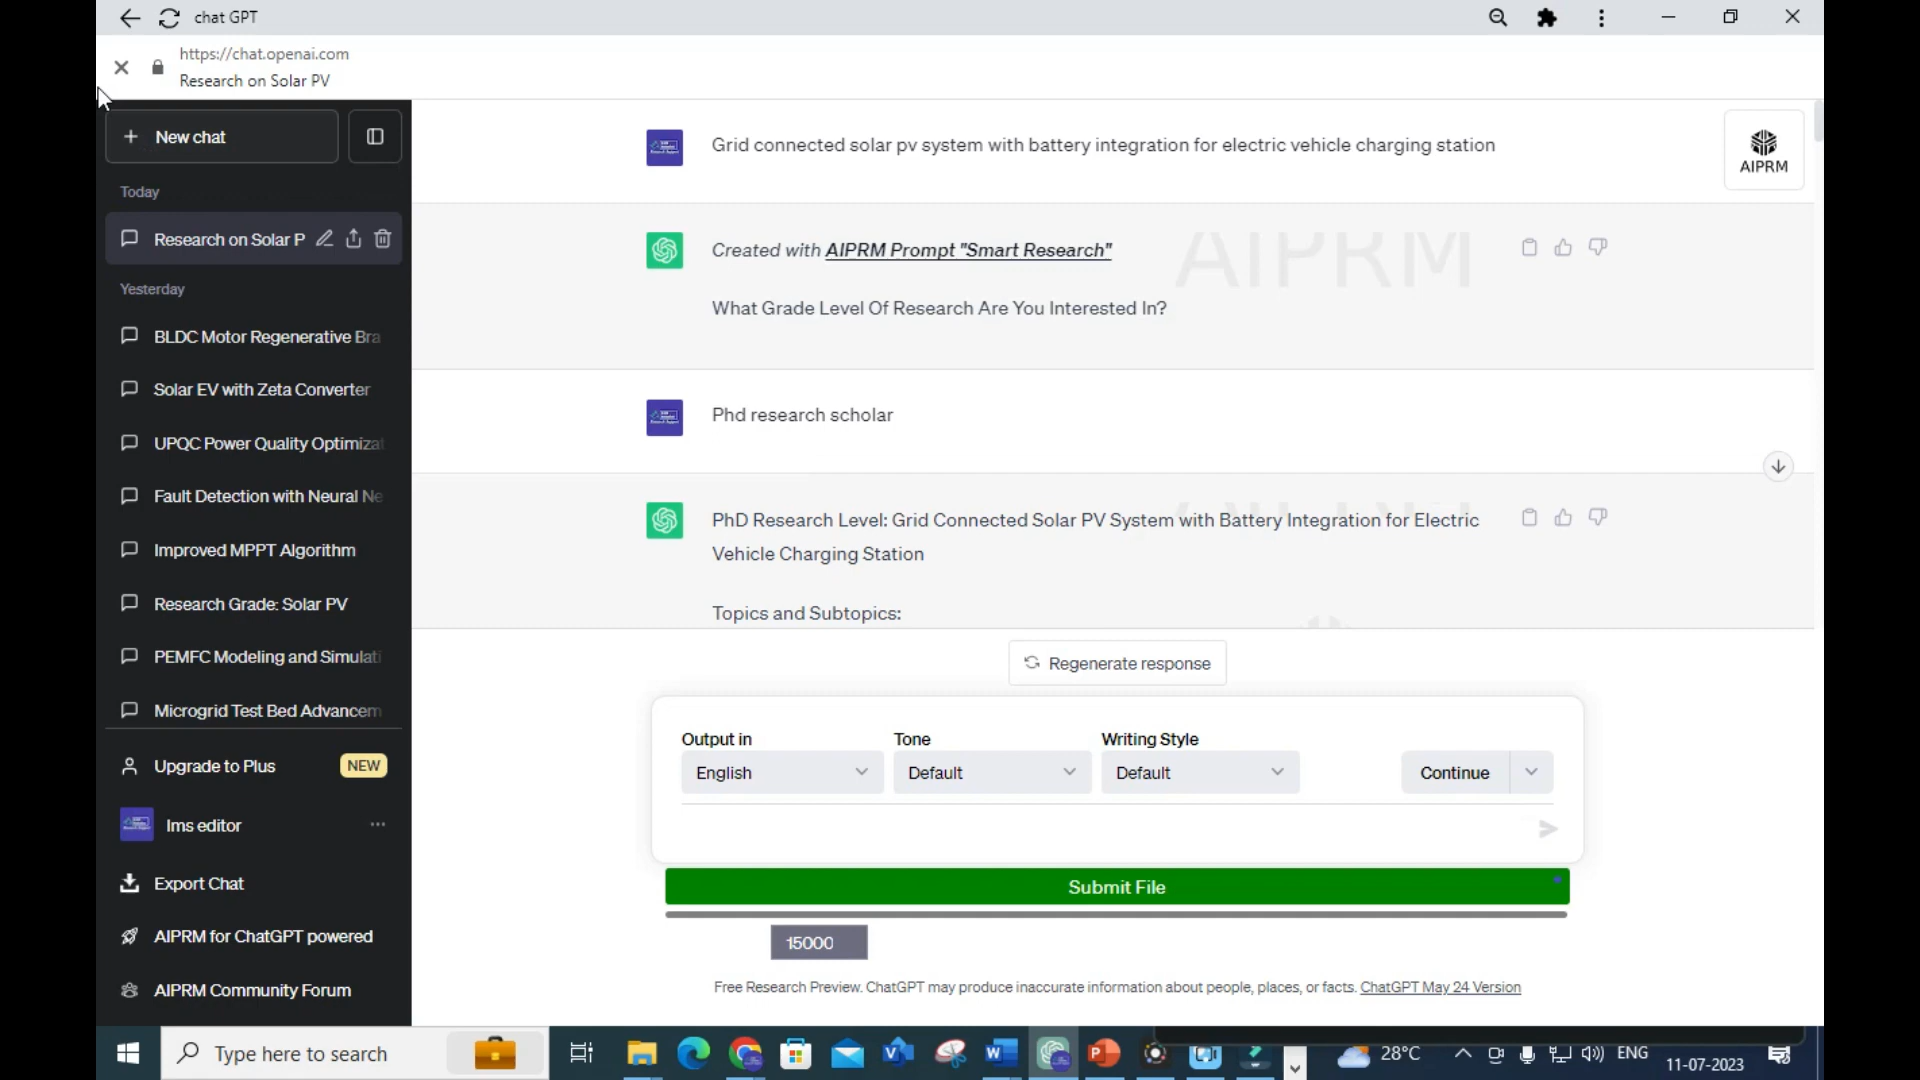 chat GPT
https://chat.openai.com
Research on Solar PV
New chat
Today
Research on Solar P
Yesterday
BLDC Motor Regenerative Bra
Solar EV with Zeta Converter
UPQC Power Quality Optimizat
Fault Detection with Neural Ne
Improved MPPT Algorithm
Research Grade: Solar PV
PEMFC Modeling and Simulati
Microgrid Test Bed Advancem
Upgrade to Plus
NEW
lms editor
Export Chat
AIPRM for ChatGPT powered
AIPRM Community Forum
Grid connected solar pv system with battery integration for electric vehicle charging station
AIPRM
Created with AIPRM Prompt "Smart Research"
AIPRM
What Grade Level Of Research Are You Interested In?
Phd research scholar
PhD Research Level: Grid Connected Solar PV System with Battery Integration for Electric
Vehicle Charging Station
Topics and Subtopics:
Regenerate response
Output in
Tone
Writing Style
English
Default
Default
Continue
Submit File
15000
Free Research Preview. ChatGPT may produce inaccurate information about people, places, or facts. ChatGPT May 24 Version
Type here to search
28°C
ENG
11-07-2023